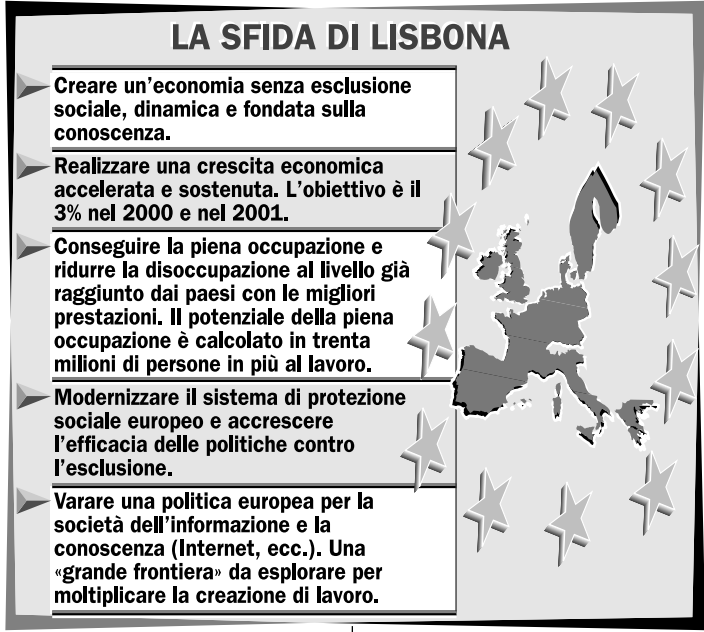 LA SFIDA DI LISBONA
Creare un'economia senza esclusione
sociale, dinamica e fondata sulla
conoscenza.
Realizzare una crescita economica
accelerata e sostenuta. L'obiettivo è il
3% nel 2000 e nel 2001.
Conseguire la piena occupazione e
ridurre la disoccupazione al livello già
raggiunto dai paesi con le migliori
prestazioni. Il potenziale della piena
occupazione è calcolato in trenta
milioni di persone in più al lavoro.
Modernizzare il sistema di protezione
sociale europeo e accrescere
l'efficacia delle politiche contro
l'esclusione.
Varare una politica europea per la
società dell'informazione e la
conoscenza (Internet, ecc.). Una
«grande frontiera» da esplorare per
moltiplicare la creazione di lavoro.